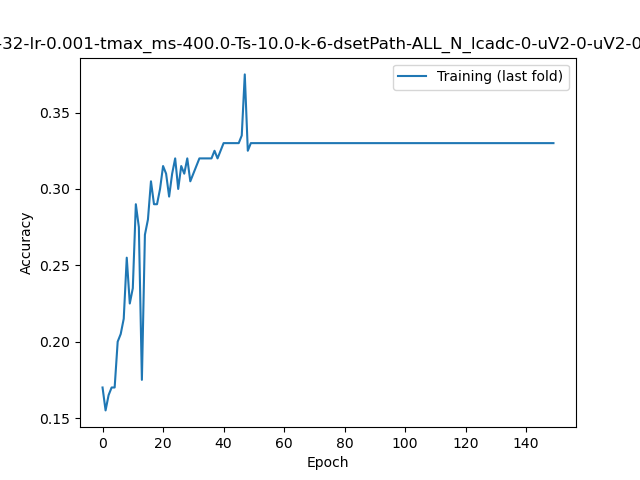 -32-lr-0.001-tmax_ms-400.0-Ts-10.0-k-6-dsetPath-ALL_N_lcadc-0-uV2-0-uV2-0
Training (last fold)
0.35
0.30
0.25
0.20
0.15
Accuracy
0 20 40 60 80 100 120 140
Epoch